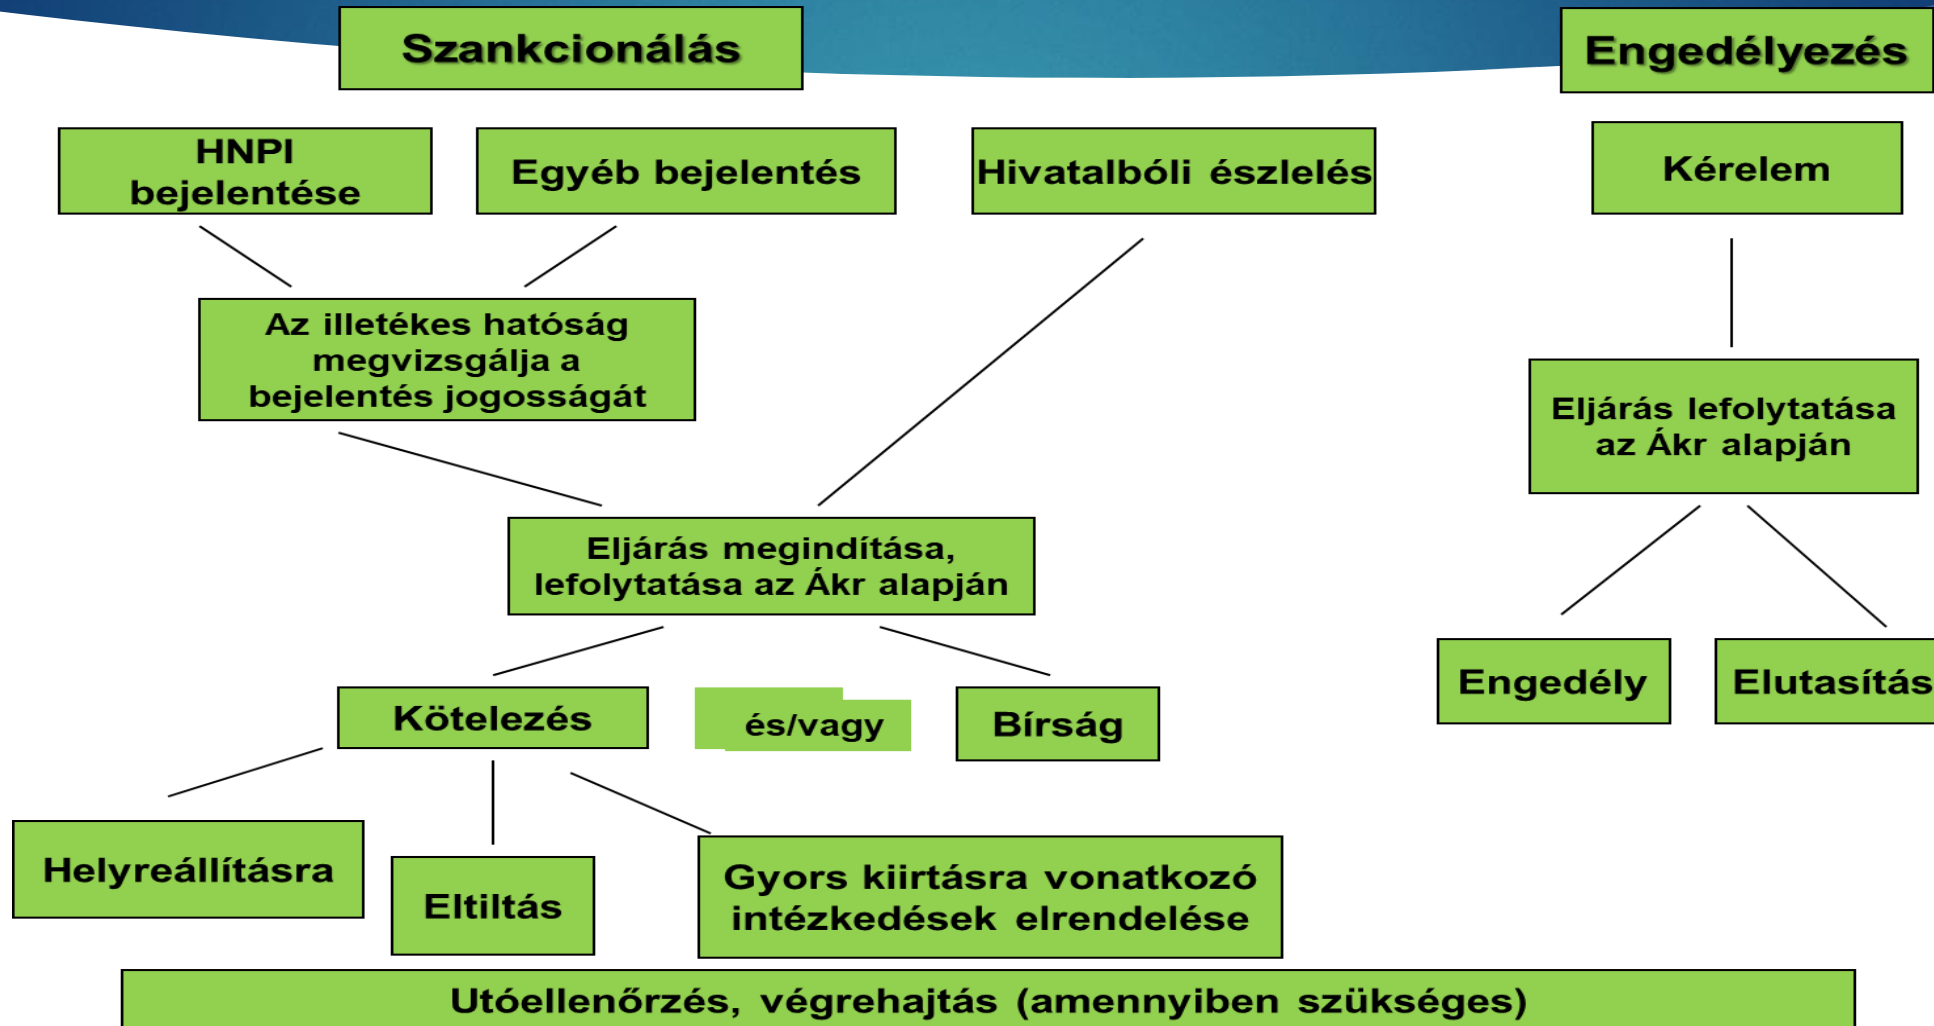 Szankcionálás
Engedélyezés
HNPI
bejelentése
Egyéb bejelentés
Hivatalbóli észlelés
Kérelem
Az illetékes hatóság
megvizsgálja a
bejelentés jogosságát
Eljárás lefolytatása
az Ákr alapján
Eljárás megindítása,
lefolytatása az Ákr alapján
Engedély
Elutasítás
Kötelezés
és/vagy
Bírság
Helyreállításra
Eltiltás
Gyors kiirtásra vonatkozó
intézkedések elrendelése
Utóellenőrzés, végrehajtás (amennyiben szükséges)